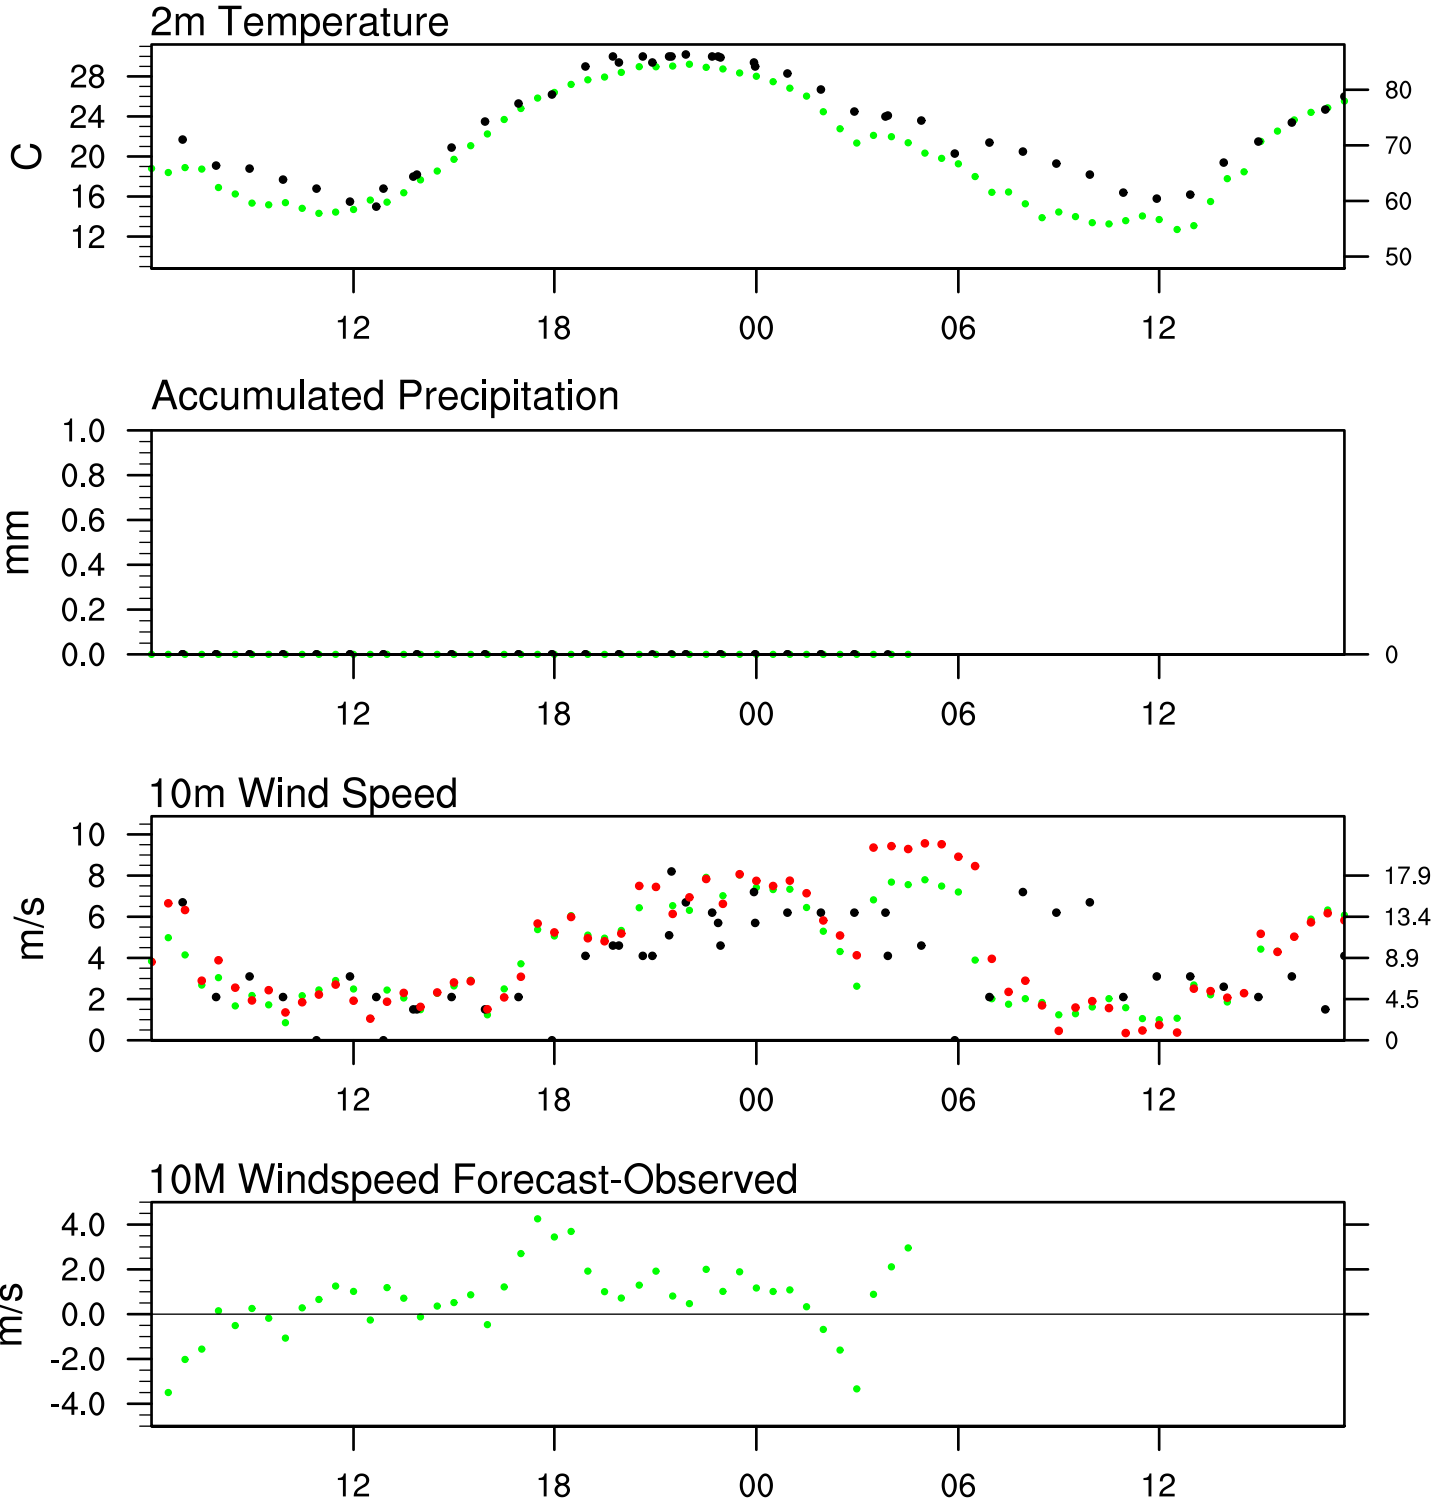 2m Temperature
28
24
20
16
12
C
80
70
60
50
12 18 00 06 12
Accumulated Precipitation
1.0
0.8
0.6
0.4
0.2
0.0
mm
0
12 18 00 06 12
10m Wind Speed
10
8
6
4
2
0
m/s
17.9
13.4
8.9
4.5
0
12 18 00 06 12
10M Windspeed Forecast-Observed
4.0
2.0
0.0
-2.0
-4.0
m/s
12 18 00 06 12